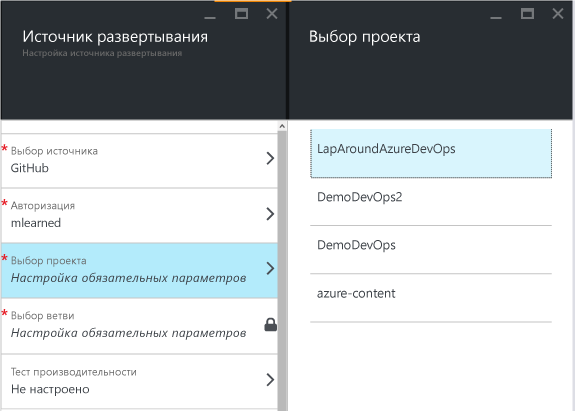 Источник развертывания
Настройка источника развертывания
* Выбор источника
GitHub
* Авторизация
mlearned
* Выбор проекта
Настройка обязательных параметров
* Выбор ветви
Настройка обязательных параметров
Тест производительности
Не настроено
Выбор проекта
LapAroundAzureDevOps
DemoDevOps2
DemoDevOps
azure-content